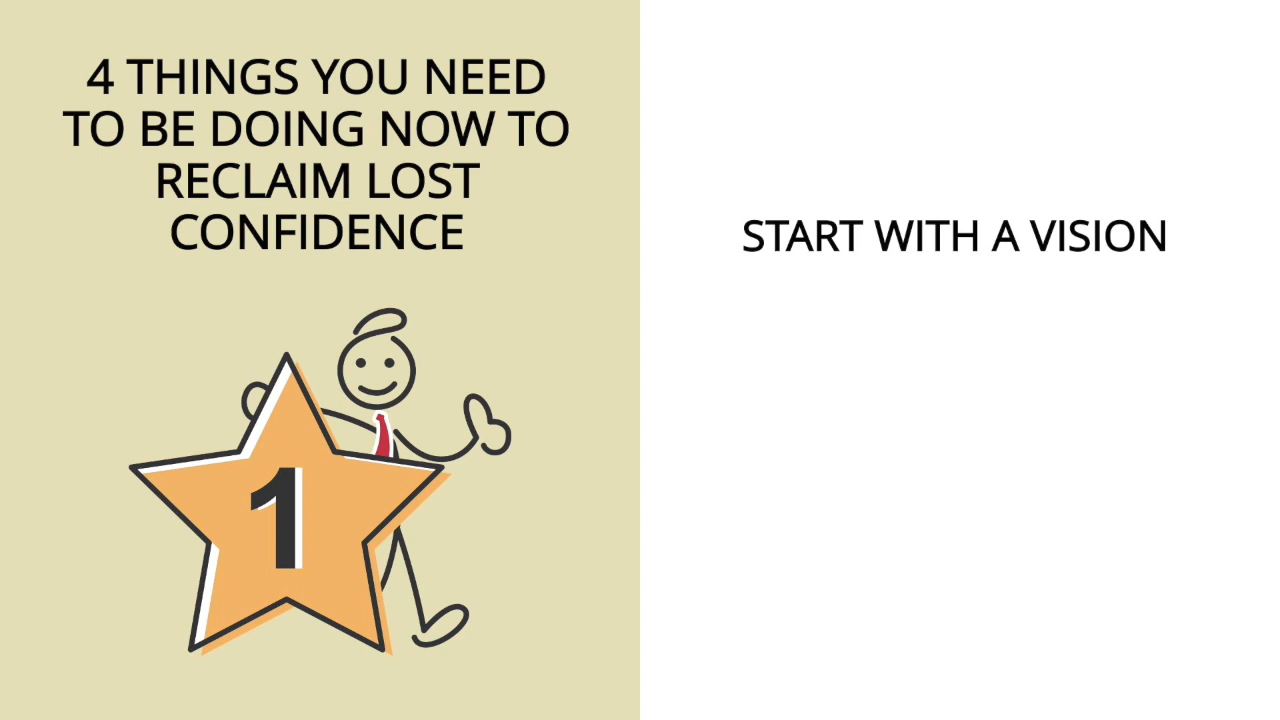 4 THINGS YOU NEED
TO BE DOING NOW TO
RECLAIM LOST
CONFIDENCE
1
START WITH A VISION